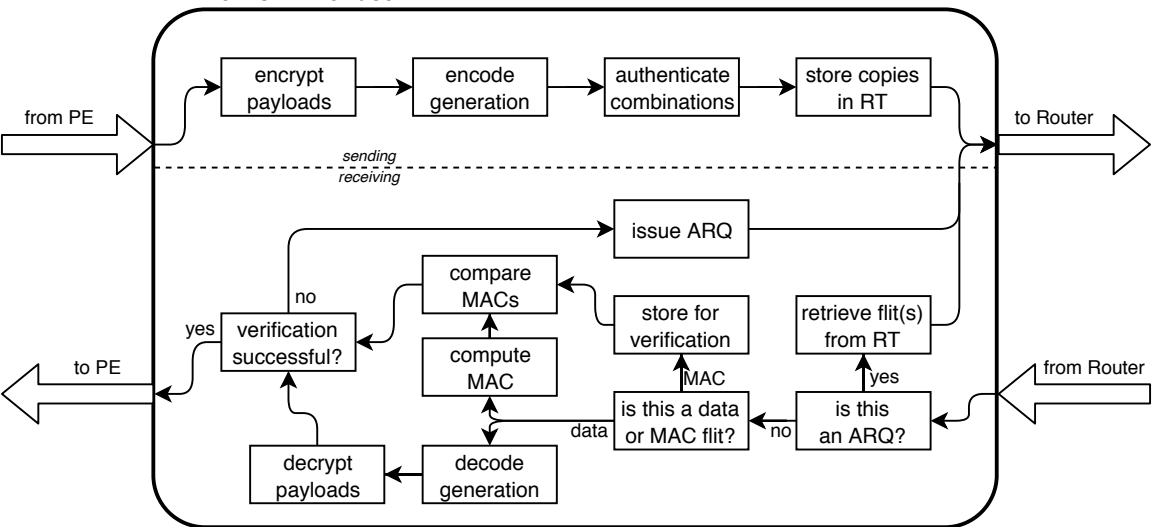 encrypt
payloads
encode
generation
authenticate
combinations
store copies
in RT
from PE
to Router
sending
receiving
issue ARQ
compare
MACs
no
store for
verification
retrieve flit(s)
from RT
yes
verification
successful?
compute
MAC
to PE
from Router
MAC
yes
is this a data
or MAC flit?
is this
an ARQ?
data
no
decrypt
payloads
decode
generation